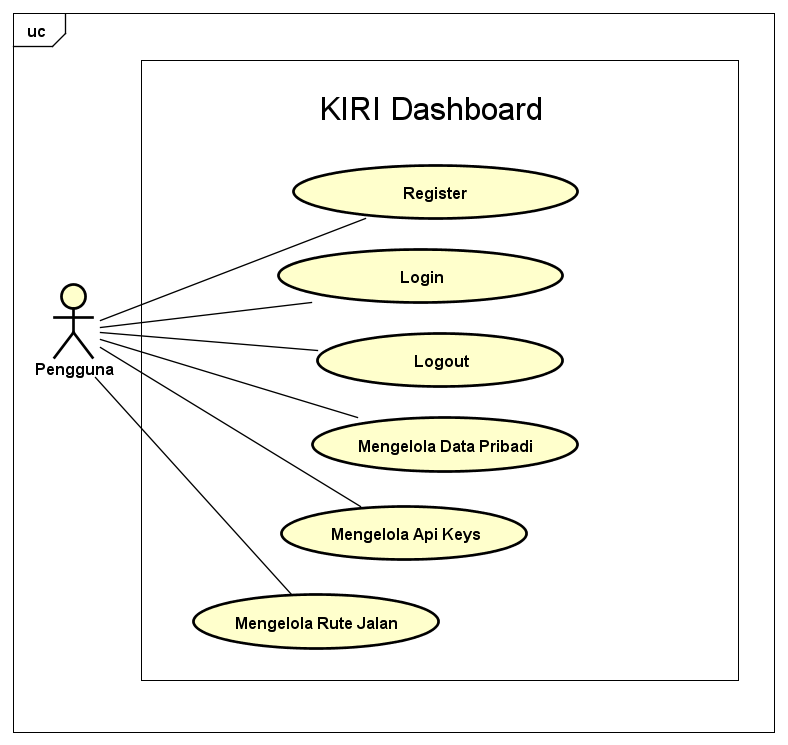 uc
KIRI Dashboard
Register
Login
Logout
Pengguna
Mengelola Data Pribadi
Mengelola Api Keys
Mengelola Rute Jalan